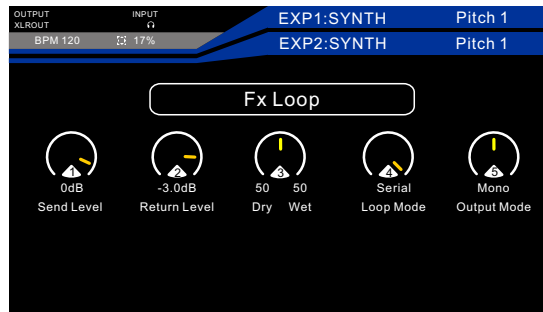 OUTPUT INPUT EXP1:SYNTH Pitch 1
XLROUT
BPM 120 17% EXP2:SYNTH Pitch 1
Fx Loop
1 2 3 4 5
0dB -3.0dB 50 50 Serial Mono
Send Level Return Level Dry Wet Loop Mode Output Mode